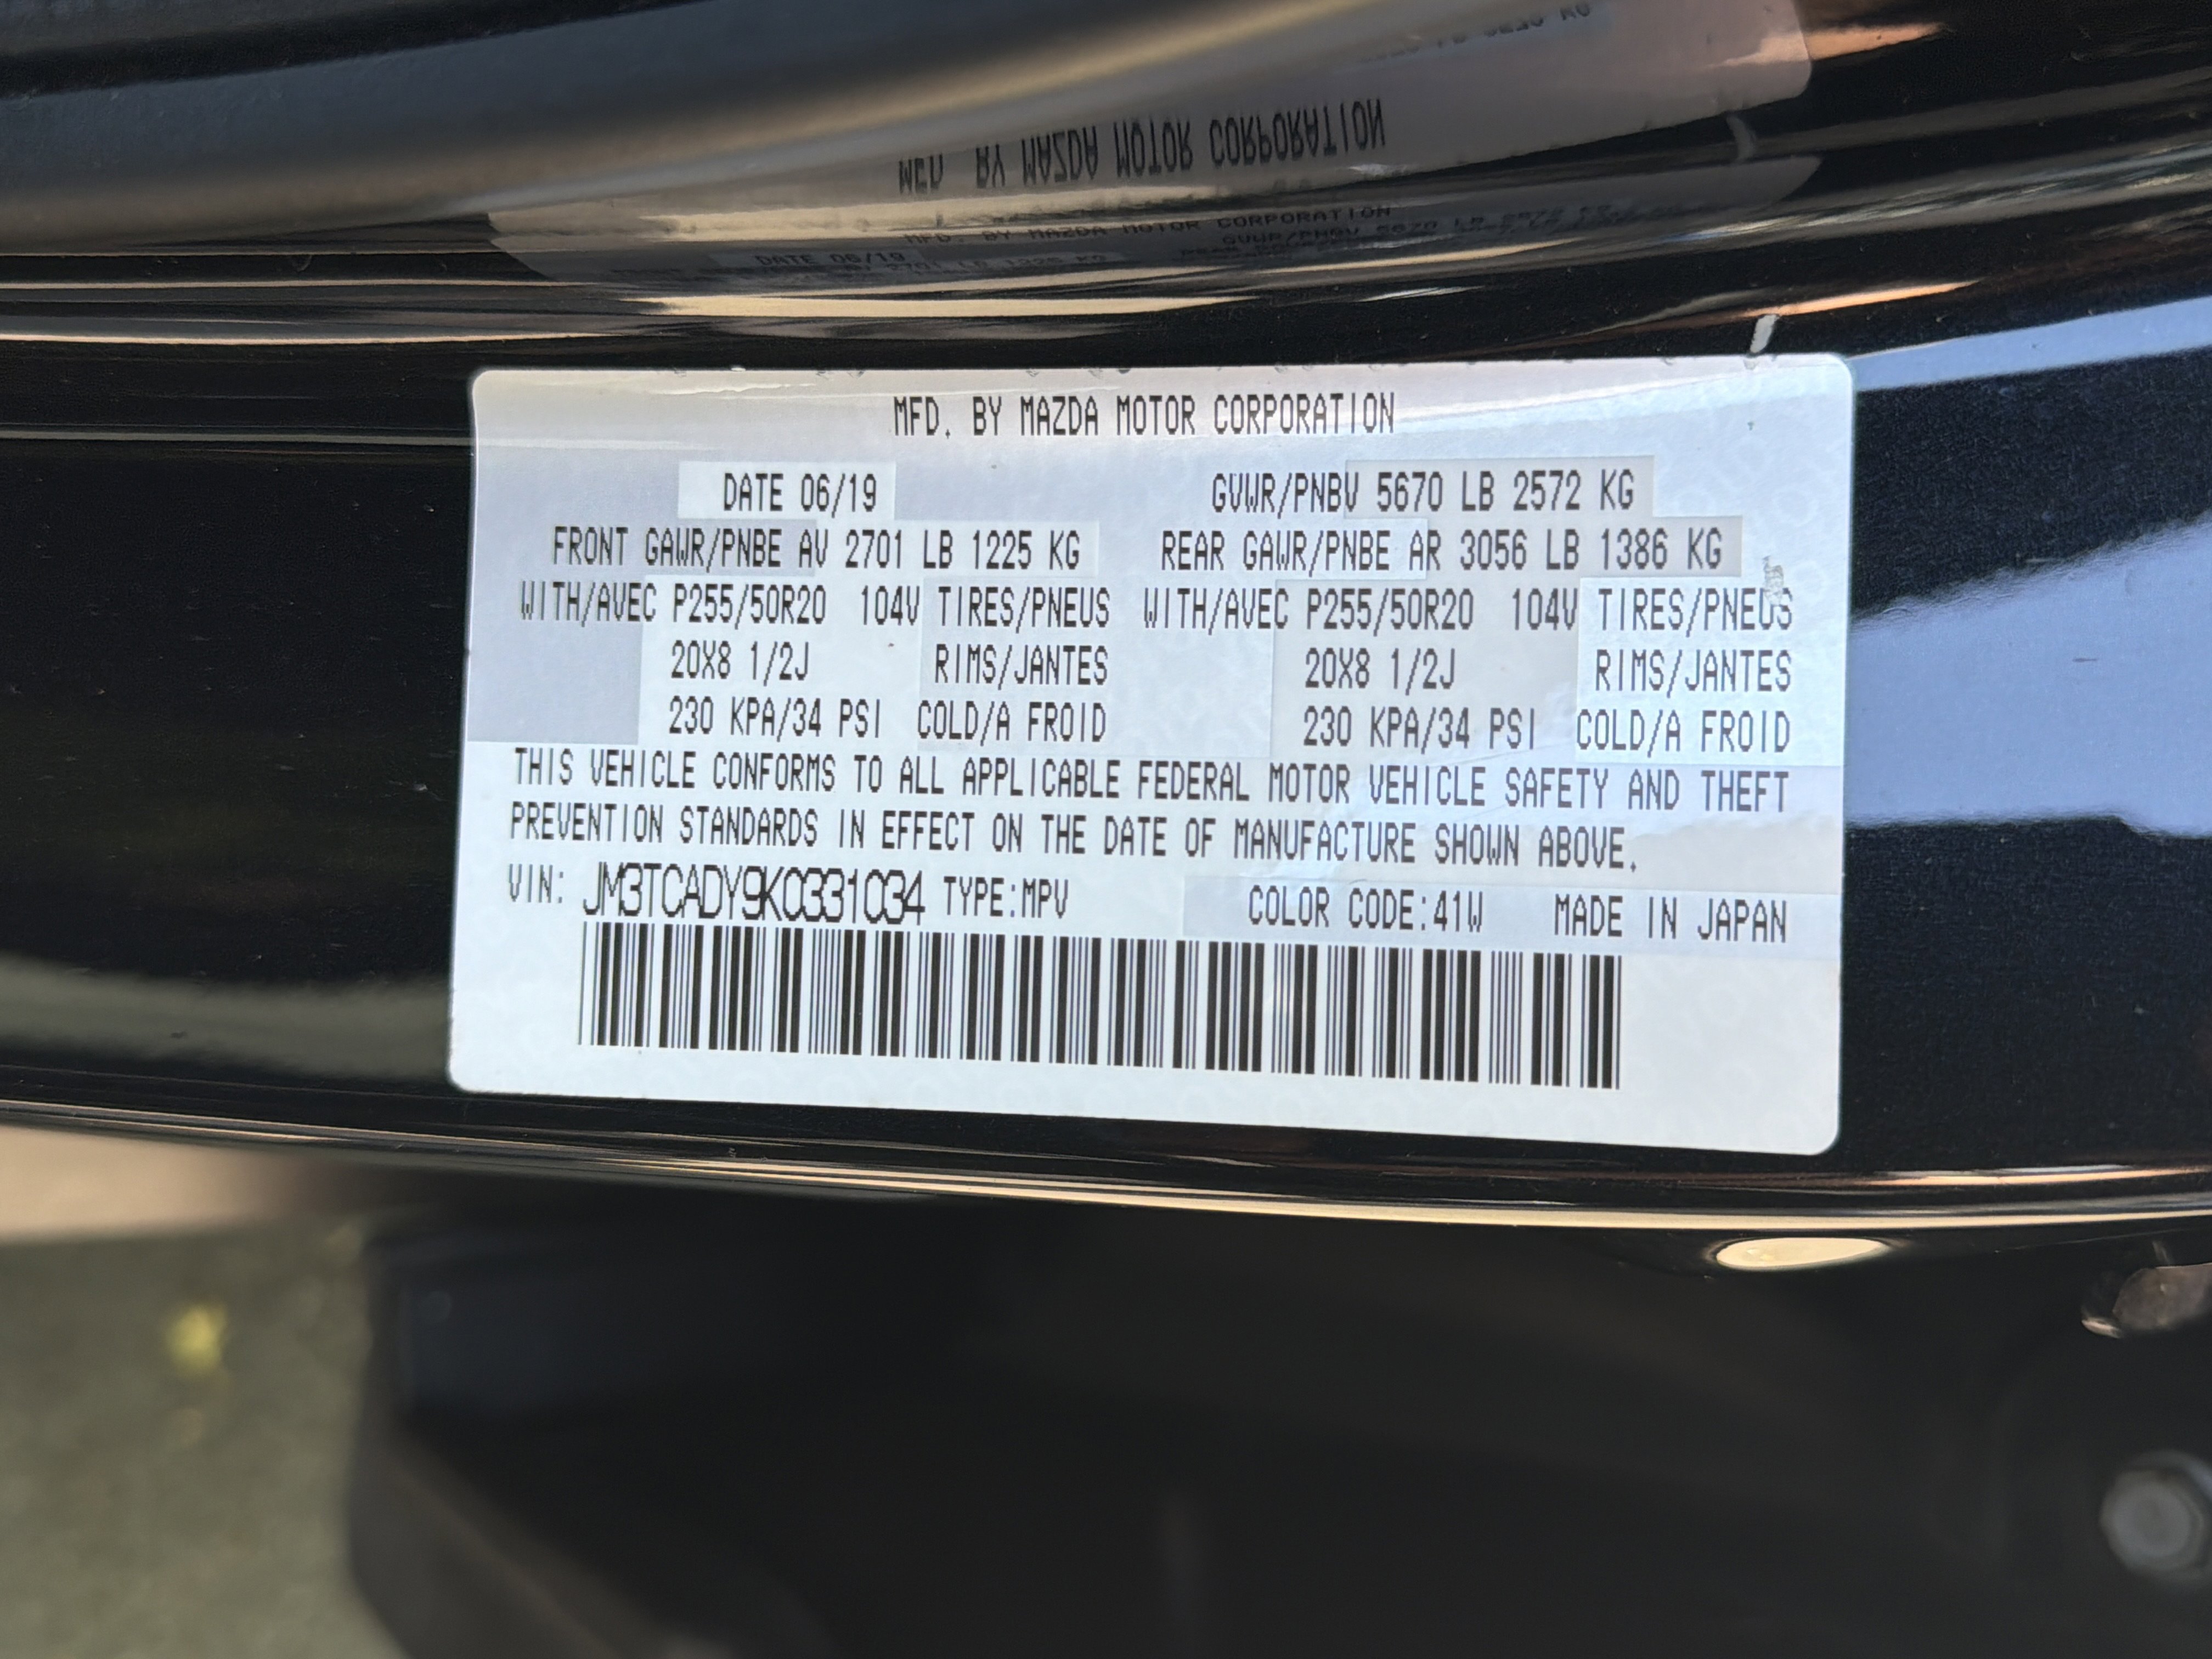 MFD. BY MAZDA MOTOR CORPORATION
DATE 06/19 GVWR/PNBV 5670 LB 2572 KG
FRONT GAWR/PNBE AV 2701 LB 1225 KG REAR GAWR/PNBE AR 3056 LB 1386 KG
WITH/AVEC P255/50R20 104V TIRES/PNEUS WITH/AVEC P255/50R20 104V TIRES/PNEUS
20X8 1/2J RIMS/JANTES 20X8 1/2J RIMS/JANTES
230 KPA/34 PSI COLD/A FROID 230 KPA/34 PSI COLD/A FROID
THIS VEHICLE CONFORMS TO ALL APPLICABLE FEDERAL MOTOR VEHICLE SAFETY AND THEFT
PREVENTION STANDARDS IN EFFECT ON THE DATE OF MANUFACTURE SHOWN ABOVE.
VIN: JM3TCADY9K0331034 TYPE:MPV COLOR CODE:41W MADE IN JAPAN